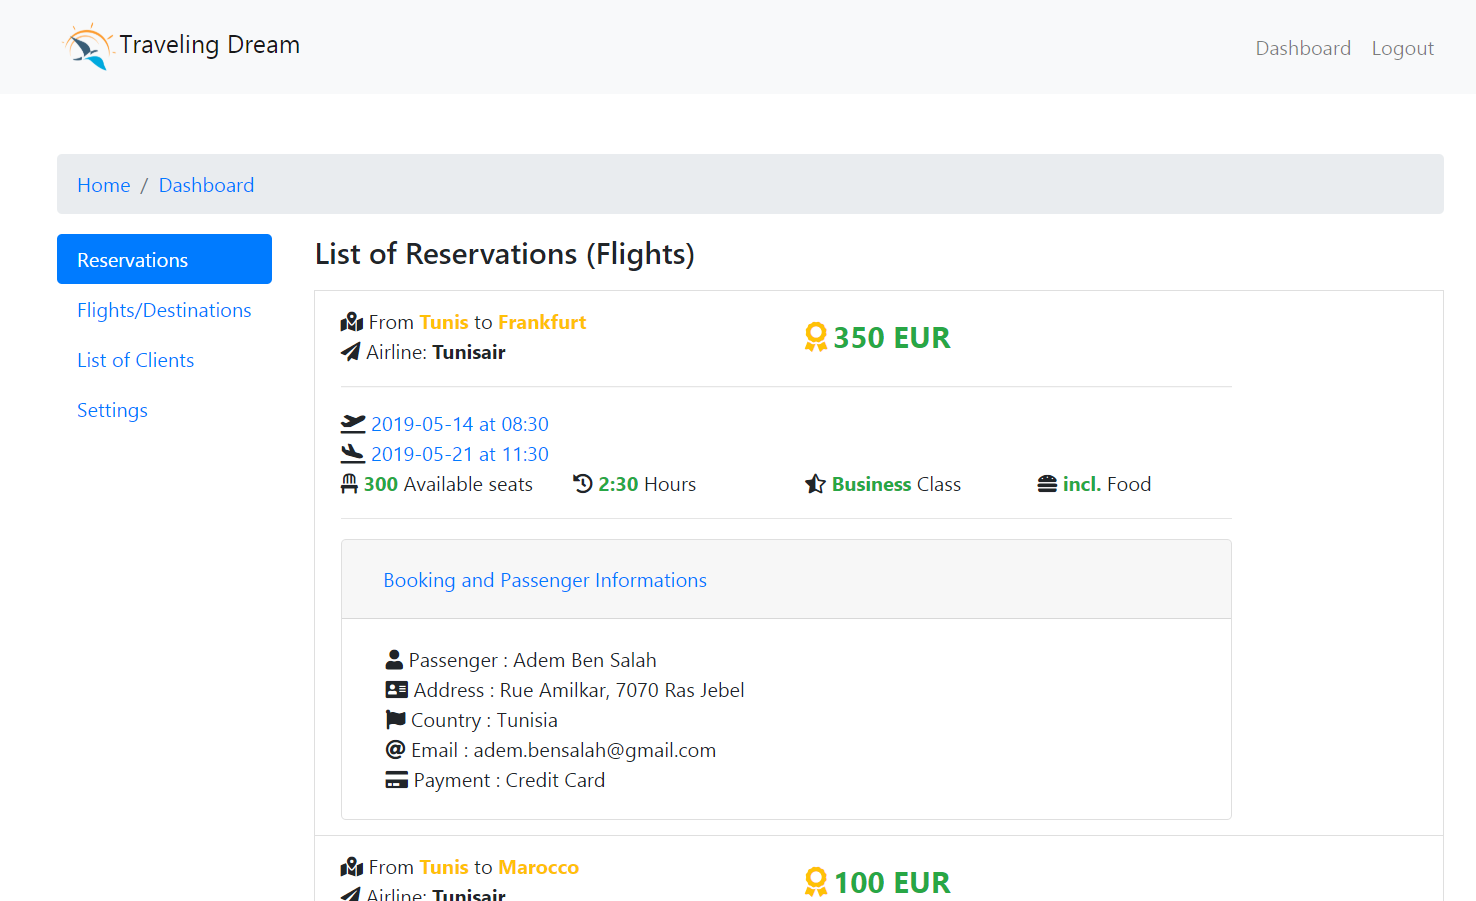 Traveling Dream
Dashboard Logout
Home / Dashboard
Reservations
Flights/Destinations
List of Clients
Settings
List of Reservations (Flights)
From Tunis to Frankfurt
350 EUR
Airline: Tunisair
2019-05-14 at 08:30
2019-05-21 at 11:30
300 Available seats 2:30 Hours Business Class incl. Food
Booking and Passenger Informations
Passenger : Adem Ben Salah
Address : Rue Amilkar, 7070 Ras Jebel
Country : Tunisia
Email : adem.bensalah@gmail.com
Payment : Credit Card
From Tunis to Marocco
100 EUR
Airline: Tunisair